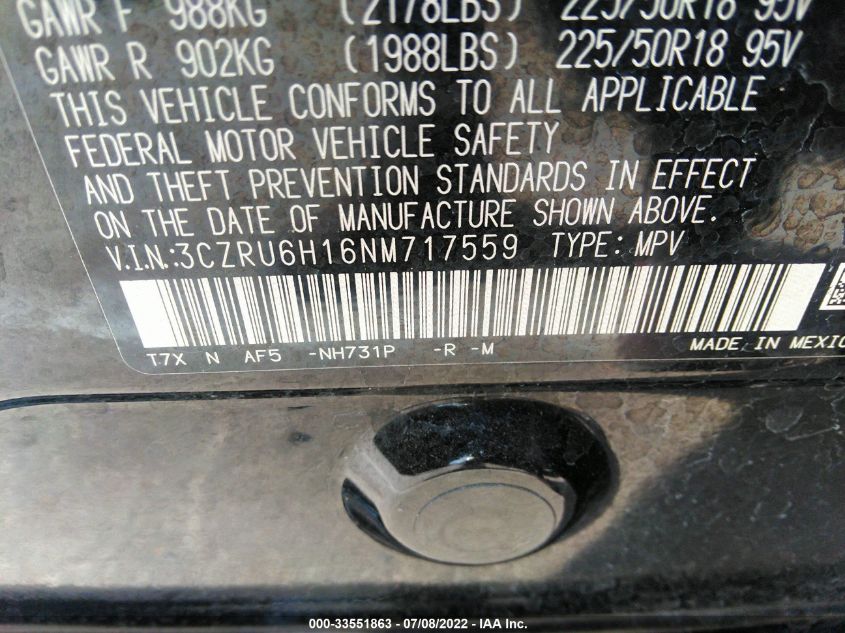 GAWR F 988KG (2178LBS) 225/50R18 95V
GAWR R 902KG (1988LBS) 225/50R18 95V
THIS VEHICLE CONFORMS TO ALL APPLICABLE
FEDERAL MOTOR VEHICLE SAFETY
AND THEFT PREVENTION STANDARDS IN EFFECT
ON THE DATE OF MANUFACTURE SHOWN ABOVE.
V.I.N.:3CZRU6H16NM717559 TYPE: MPV
T7X N AF5 -NH731P -R -M MADE IN MEXICO
000-33551863 / 07/08/2022 - IAA Inc.